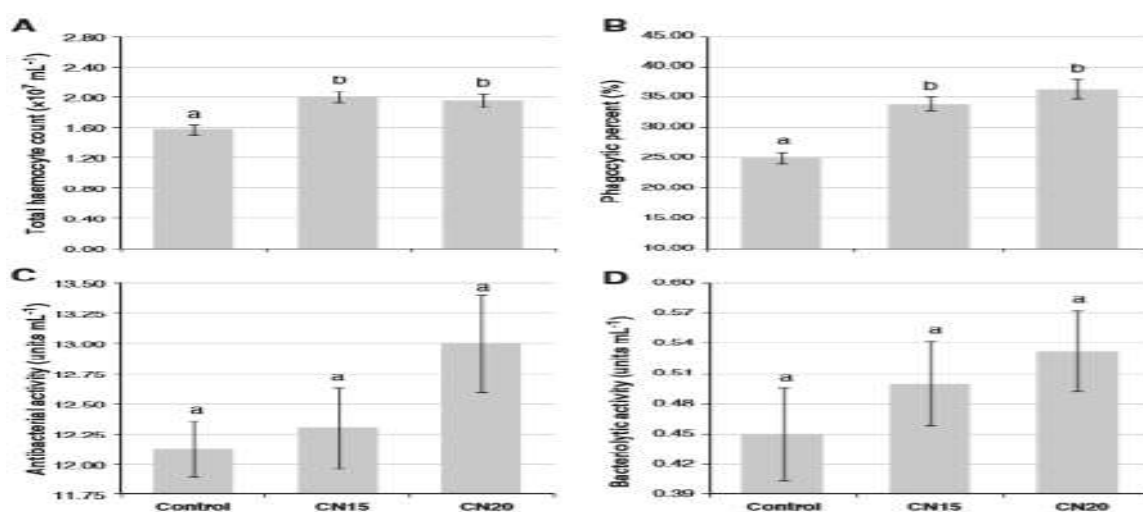 A
Total haemocyte count (x10⁷ mL⁻¹)
2.80
2.40
2.00
1.60
1.20
0.80
0.40
0.00
a
b
b
B
Phagocytic percent (%)
45.00
40.00
35.00
30.00
25.00
20.00
15.00
10.00
a
b
b
C
Antibacterial activity (units mL⁻¹)
13.50
13.25
13.00
12.75
12.50
12.25
12.00
11.75
a
a
a
Control
CN15
CN20
D
Bacteriolytic activity (units mL⁻¹)
0.60
0.57
0.54
0.51
0.48
0.45
0.42
0.39
a
a
a
Control
CN15
CN20